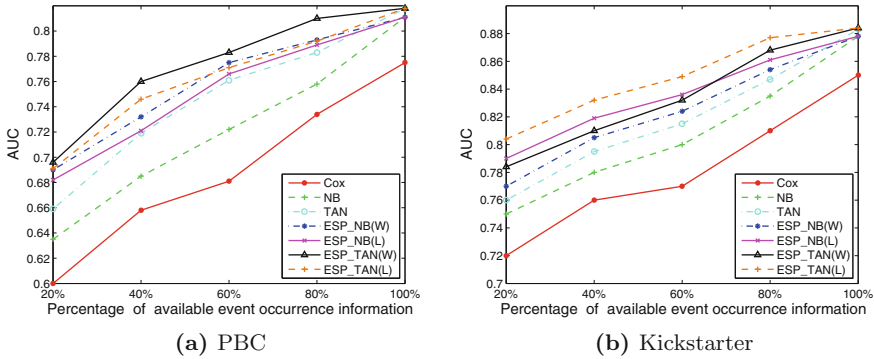 0.8
0.78
0.76
0.74
0.72
0.7
0.68
0.66
0.64
0.62
0.6
AUC
20% 40% 60% 80% 100%
Percentage of available event occurrence information
Cox
NB
TAN
ESP_NB(W)
ESP_NB(L)
ESP_TAN(W)
ESP_TAN(L)
(a) PBC
0.88
0.86
0.84
0.82
0.8
0.78
0.76
0.74
0.72
0.7
AUC
20% 40% 60% 80% 100%
Percentage of available event occurrence information
Cox
NB
TAN
ESP_NB(W)
ESP_NB(L)
ESP_TAN(W)
ESP_TAN(L)
(b) Kickstarter